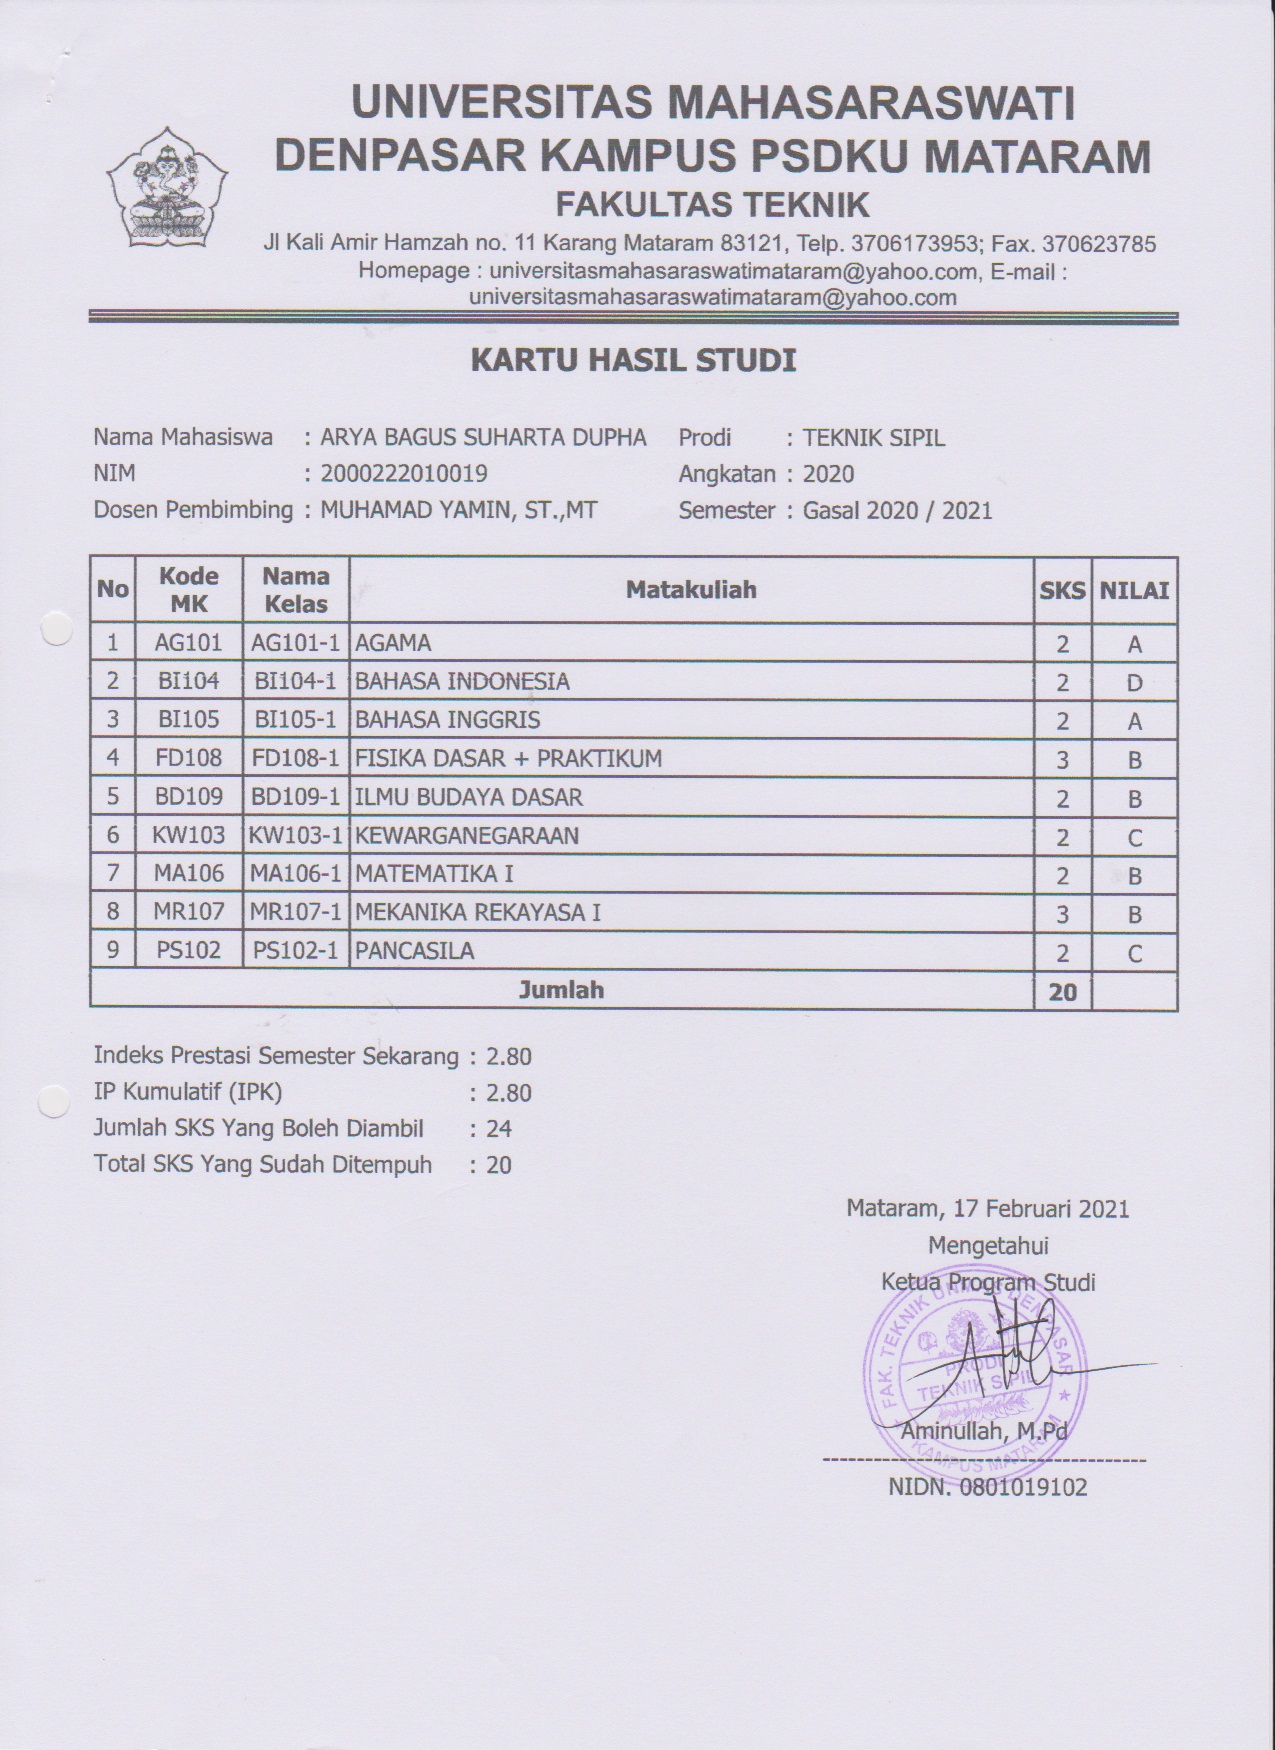 UNIVERSITAS MAHASARASWATI
DENPASAR KAMPUS PSDKU MATARAM
FAKULTAS TEKNIK
Jl Kali Amir Hamzah no. 11 Karang Mataram 83121, Telp. 3706173953; Fax. 370623785
Homepage : universitasmahasaraswatimataram@yahoo.com, E-mail :
universitasmahasaraswatimataram@yahoo.com
KARTU HASIL STUDI
Nama Mahasiswa : ARYA BAGUS SUHARTA DUPHA Prodi : TEKNIK SIPIL
NIM : 2000222010019 Angkatan : 2020
Dosen Pembimbing : MUHAMAD YAMIN, ST.,MT Semester : Gasal 2020 / 2021
No Kode MK Nama Kelas Matakuliah SKS NILAI
1 AG101 AG101-1 AGAMA 2 A
2 BI104 BI104-1 BAHASA INDONESIA 2 D
3 BI105 BI105-1 BAHASA INGGRIS 2 A
4 FD108 FD108-1 FISIKA DASAR + PRAKTIKUM 3 B
5 BD109 BD109-1 ILMU BUDAYA DASAR 2 B
6 KW103 KW103-1 KEWARGANEGARAAN 2 C
7 MA106 MA106-1 MATEMATIKA I 2 B
8 MR107 MR107-1 MEKANIKA REKAYASA I 3 B
9 PS102 PS102-1 PANCASILA 2 C
Jumlah 20
Indeks Prestasi Semester Sekarang : 2.80
IP Kumulatif (IPK) : 2.80
Jumlah SKS Yang Boleh Diambil : 24
Total SKS Yang Sudah Ditempuh : 20
Mataram, 17 Februari 2021
Mengetahui
Ketua Program Studi
FAK. TEKNIK UNMAS DENPASAR
PRODI
TEKNIK SIPIL
KAMPUS MATARAM
Aminullah, M.Pd
NIDN. 0801019102